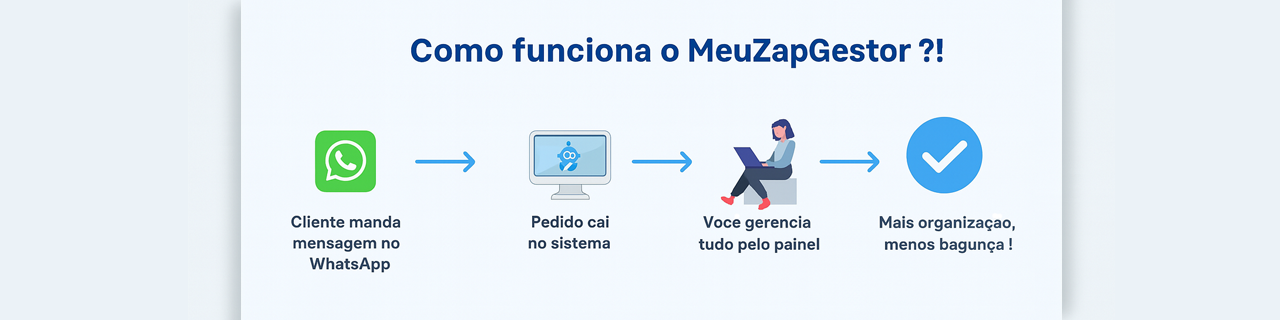 Como funciona o MeuZapGestor ?!
Cliente manda
mensagem no
WhatsApp
Pedido cai
no sistema
Voce gerencia
tudo pelo painel
Mais organizaçao,
menos bagunça !